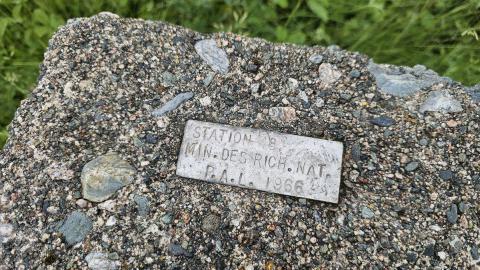 STATION
MIN. DES RICH. NAT.
P.A.L. 1966